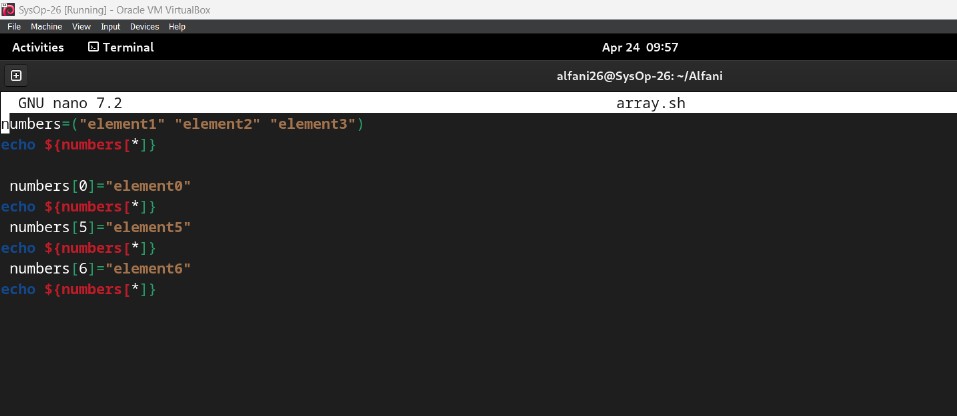 SysOp-26 [Running] - Oracle VM VirtualBox
File Machine View Input Devices Help
Activities Terminal Apr 24 09:57
alfani26@SysOp-26: ~/Alfani
GNU nano 7.2 array.sh
numbers=("element1" "element2" "element3")
echo ${numbers[*]}
numbers[0]="element0"
echo ${numbers[*]}
numbers[5]="element5"
echo ${numbers[*]}
numbers[6]="element6"
echo ${numbers[*]}